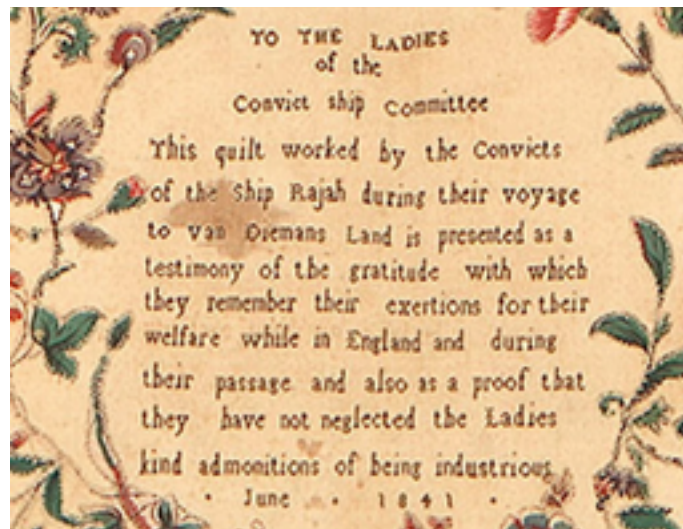 TO THE LADIES
of the
Convict ship Committee
This quilt worked by the Convicts
of the Ship Rajah during their voyage
to van Diemans Land is presented as a
testimony of the gratitude with which
they remember their exertions for their
welfare while in England and during
their passage and also as a proof that
they have not neglected the Ladies
kind admonitions of being industrious
· June · 1841 ·